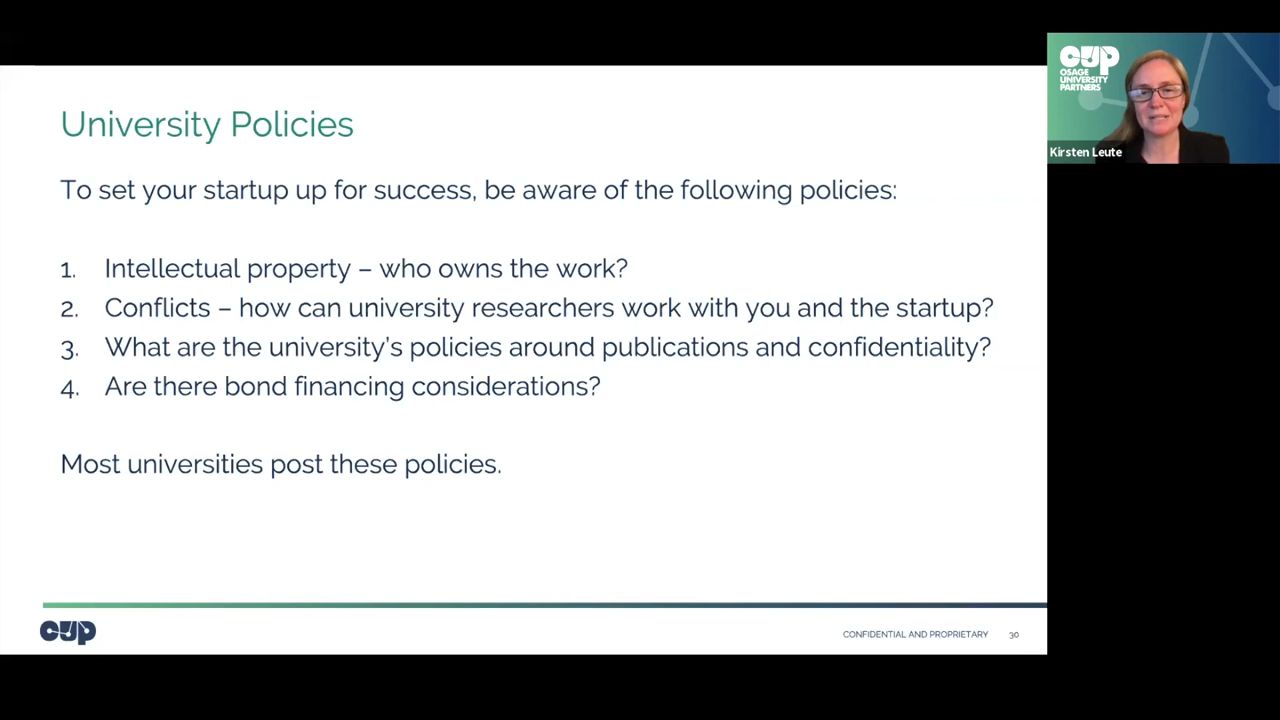 University Policies
To set your startup up for success, be aware of the following policies:
1. Intellectual property – who owns the work?
2. Conflicts – how can university researchers work with you and the startup?
3. What are the university's policies around publications and confidentiality?
4. Are there bond financing considerations?
Most universities post these policies.
OUP
CONFIDENTIAL AND PROPRIETARY 30
OUP
OSAGE
UNIVERSITY
PARTNERS
Kirsten Leute